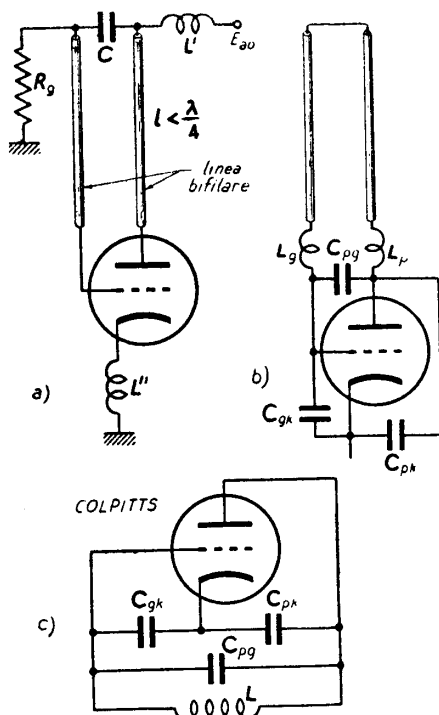 C
L'
E_ao
R_g
l < λ/4
linea
bifilare
L_g
C_pg
L_p
L"
a)
b)
C_gk
C_pk
COLPITTS
C_gk
C_pk
c)
C_pg
L